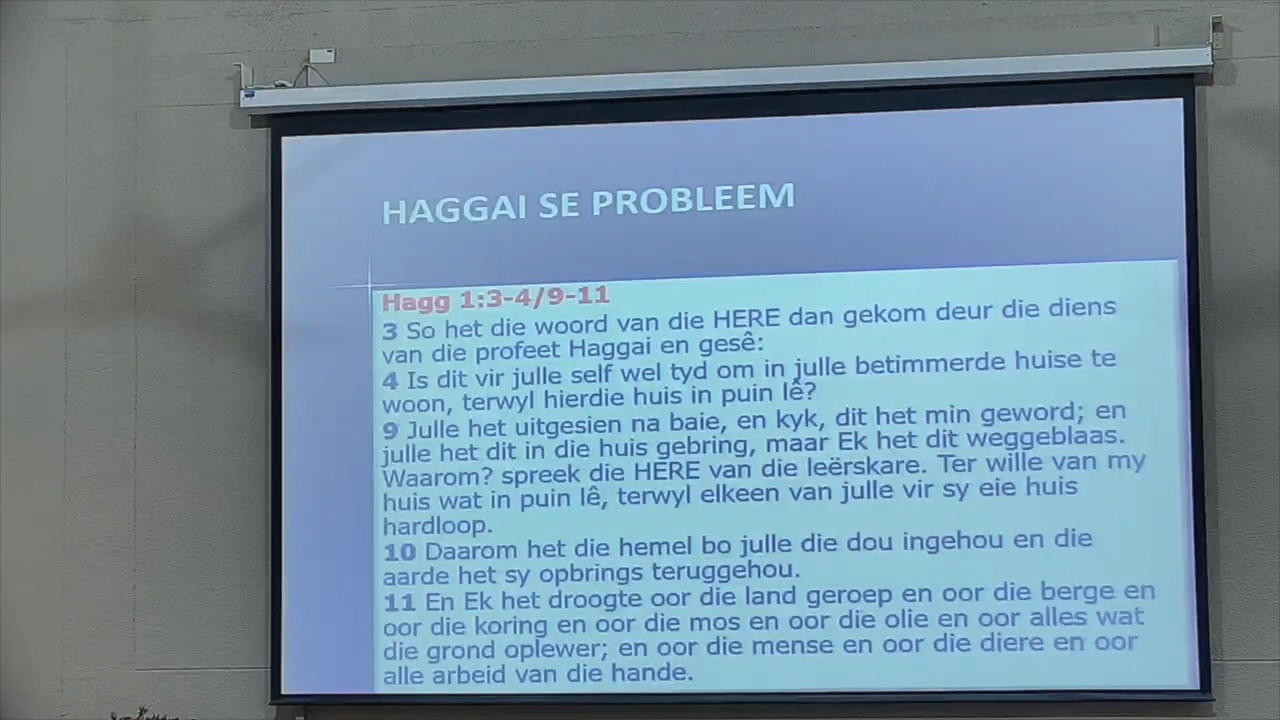 HAGGAI SE PROBLEEM
Hagg 1:3-4/9-11
3 So het die woord van die HERE dan gekom deur die diens
van die profeet Haggai en gesê:
4 Is dit vir julle self wel tyd om in julle betimmerde huise te
woon, terwyl hierdie huis in puin lê?
9 Julle het uitgesien na baie, en kyk, dit het min geword; en
julle het dit in die huis gebring, maar Ek het dit weggeblaas.
Waarom? spreek die HERE van die leërskare. Ter wille van my
huis wat in puin lê, terwyl elkeen van julle vir sy eie huis
hardloop.
10 Daarom het die hemel bo julle die dou ingehou en die
aarde het sy opbrings teruggehou.
11 En Ek het droogte oor die land geroep en oor die berge en
oor die koring en oor die mos en oor die olie en oor alles wat
die grond oplewer; en oor die mense en oor die diere en oor
alle arbeid van die hande.